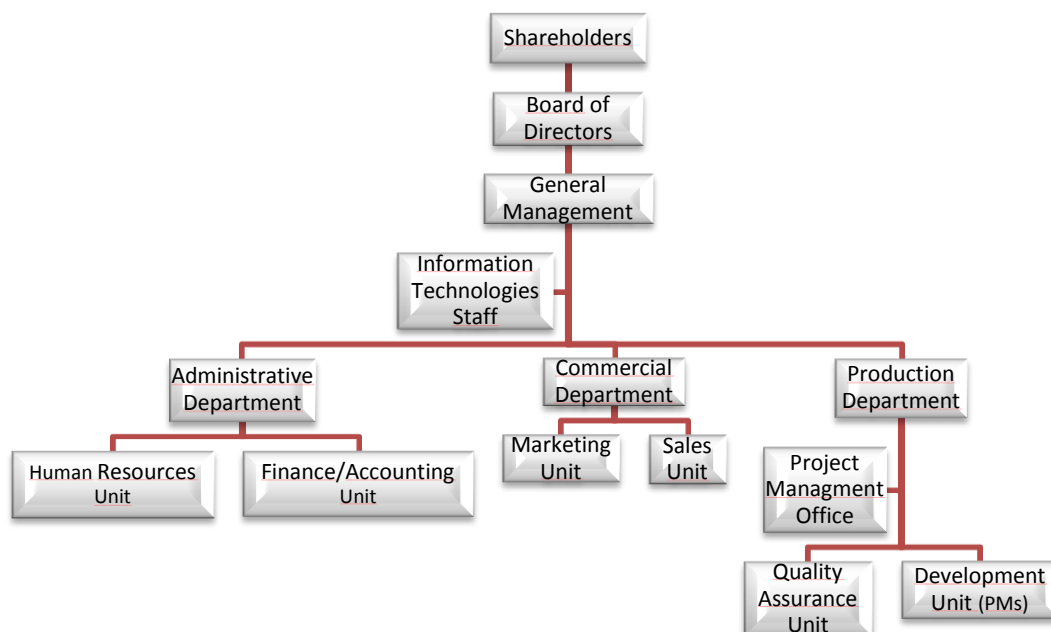 Shareholders
Board of
Directors
General
Management
Information
Technologies
Staff
Administrative
Department
Commercial
Department
Production
Department
Human Resources
Unit
Finance/Accounting
Unit
Marketing
Unit
Sales
Unit
Project
Managment
Office
Quality
Assurance
Unit
Development
Unit (PMs)